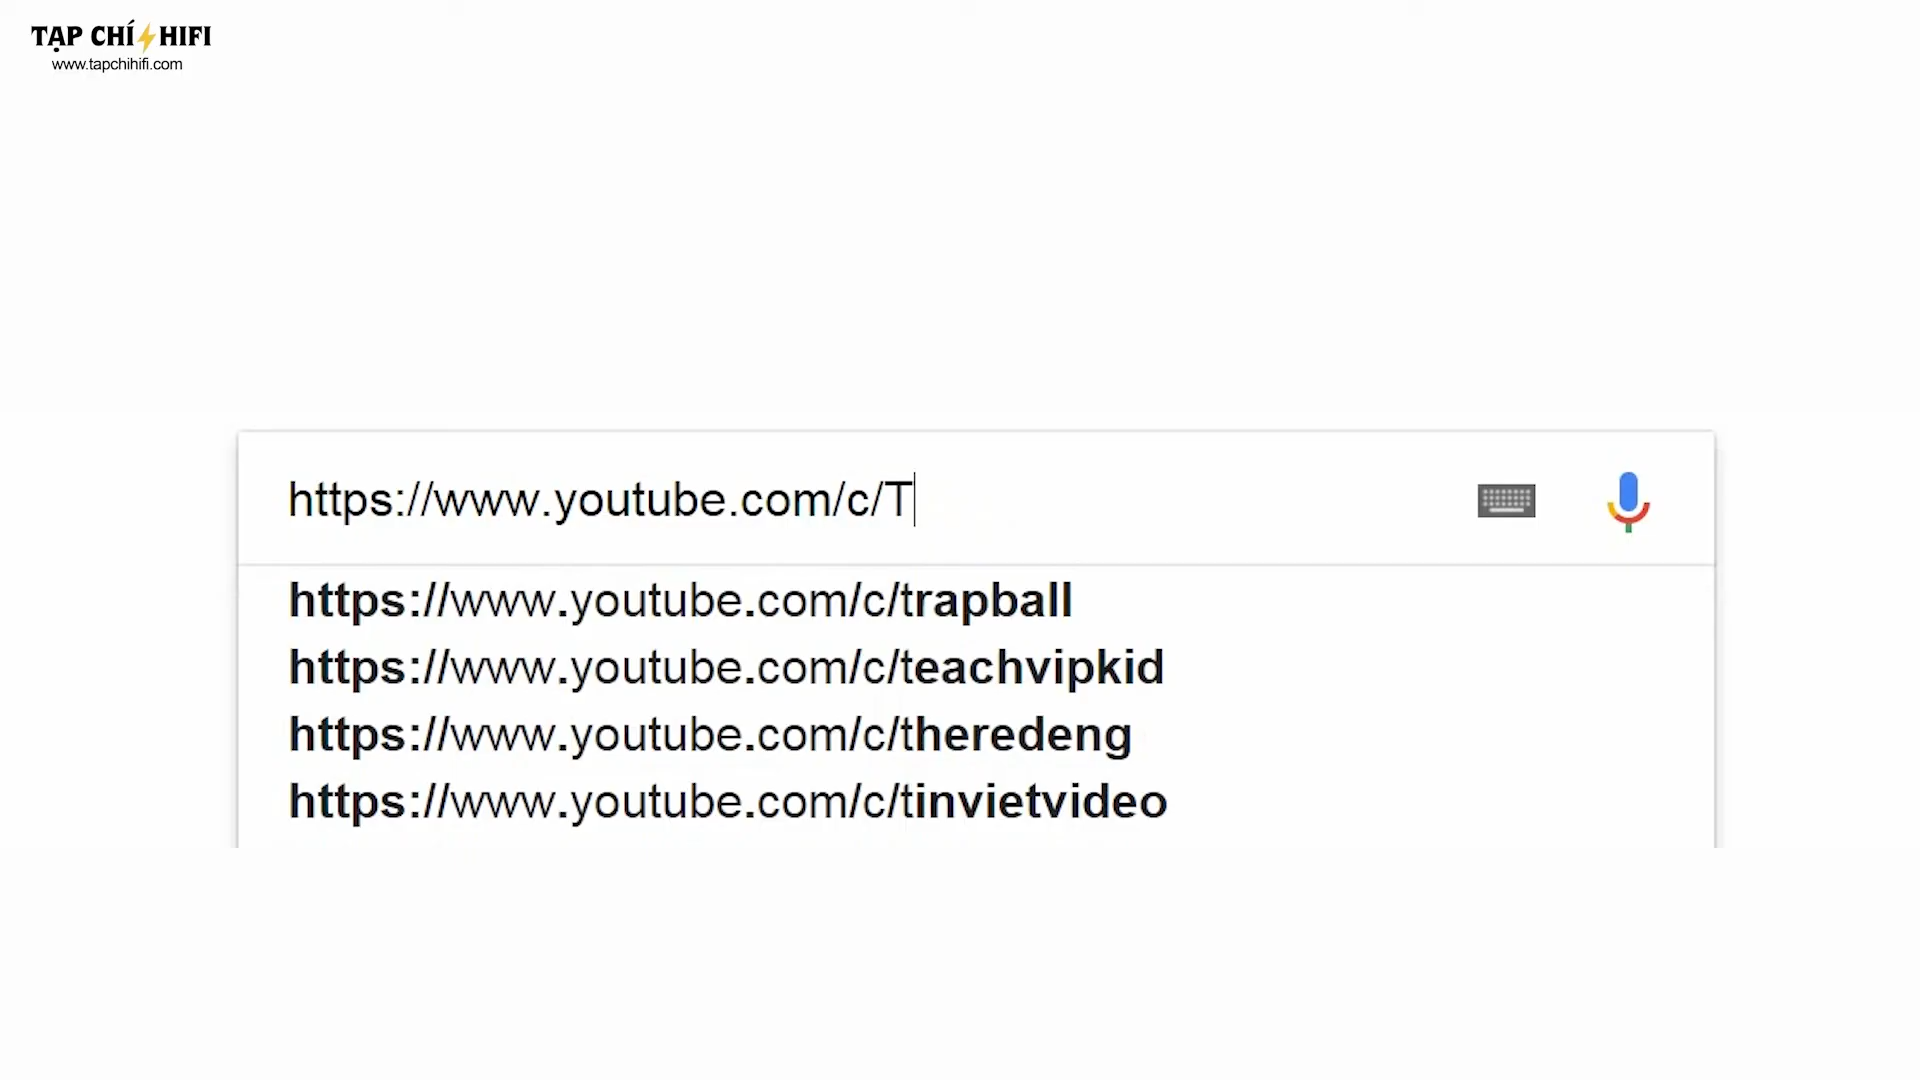 TẠP CHÍ HIFI
www.tapchihifi.com
https://www.youtube.com/c/T
https://www.youtube.com/c/trapball
https://www.youtube.com/c/teachvipkid
https://www.youtube.com/c/theredeng
https://www.youtube.com/c/tinvietvideo